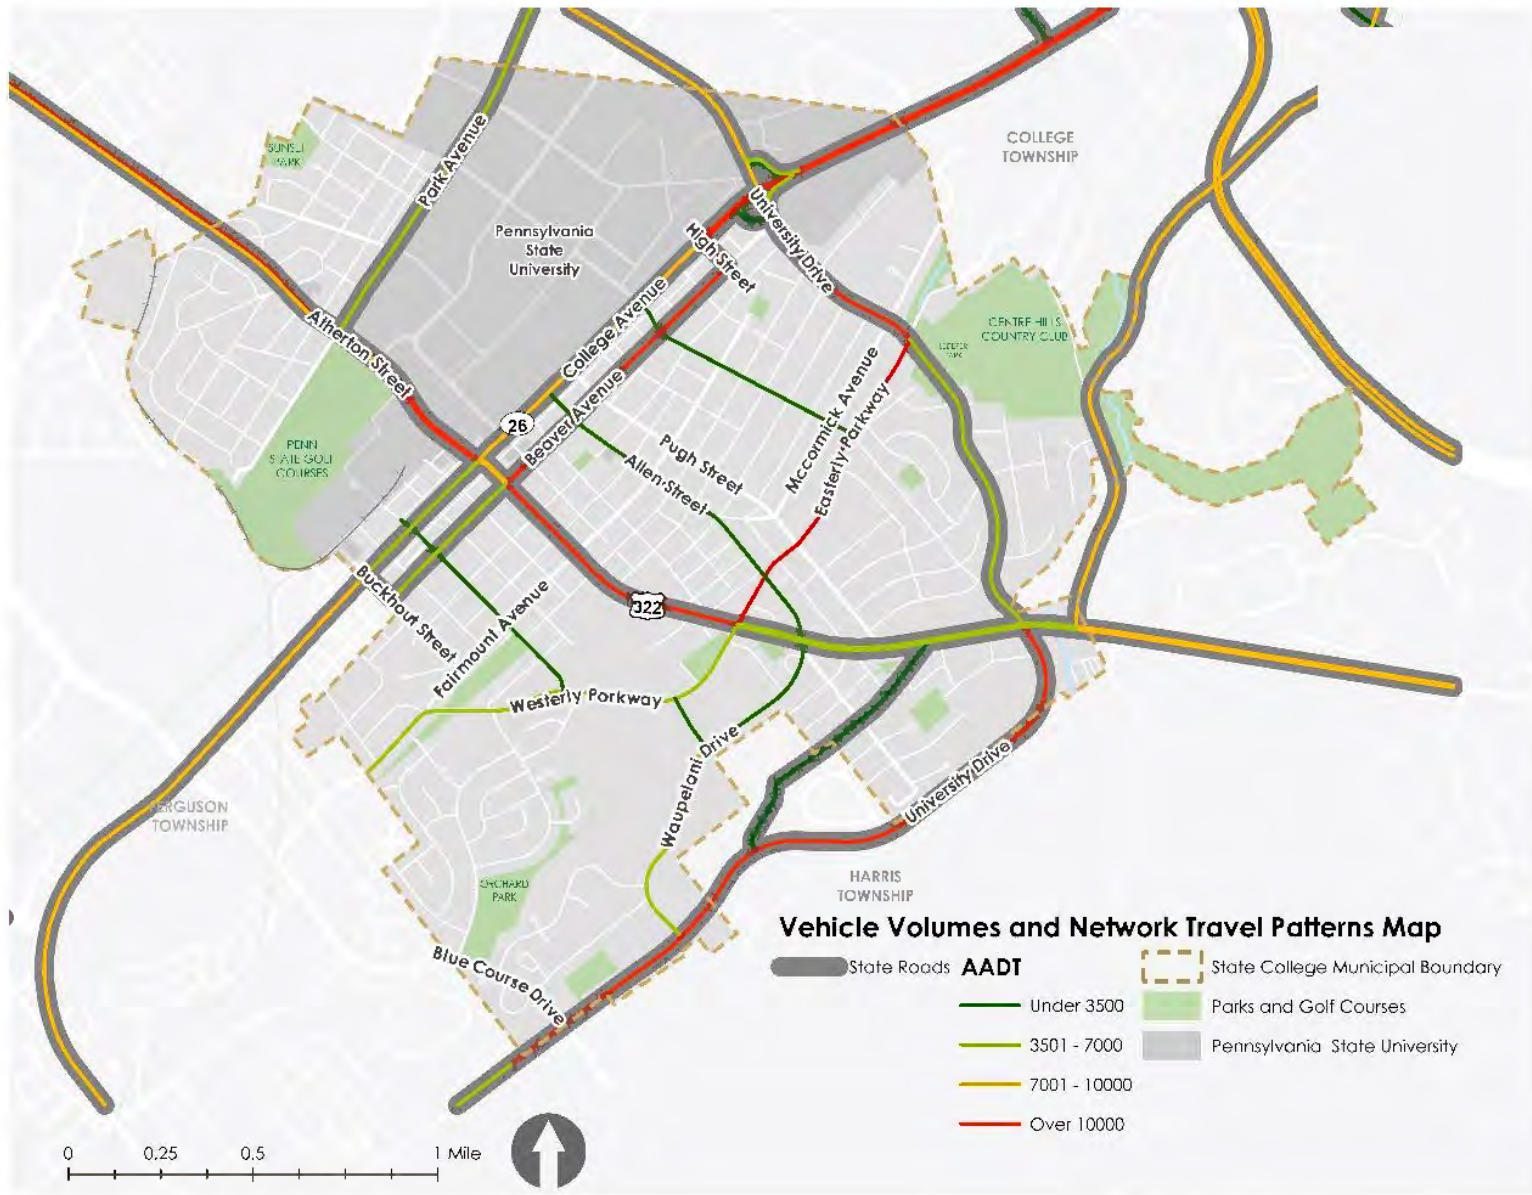 COLLEGE
TOWNSHIP
SUNSET
PARK
Park Avenue
Pennsylvania
State
University
University Drive
High Street
College Avenue
Atherton Street
CENTRE HILLS
COUNTRY CLUB
PARK
Mccormick Avenue
Easterly Parkway
26
Beaver Avenue
PENN
STATE GOLF
COURSES
Pugh Street
Allen Street
Buckhout Street
Fairmount Avenue
322
Westerly Parkway
Waupelani Drive
University Drive
FERGUSON
TOWNSHIP
HARRIS
TOWNSHIP
ORCHARD
PARK
Blue Course Drive
Vehicle Volumes and Network Travel Patterns Map
State Roads
AADT
Under 3500
3501 - 7000
7001 - 10000
Over 10000
State College Municipal Boundary
Parks and Golf Courses
Pennsylvania State University
0 0.25 0.5 1 Mile